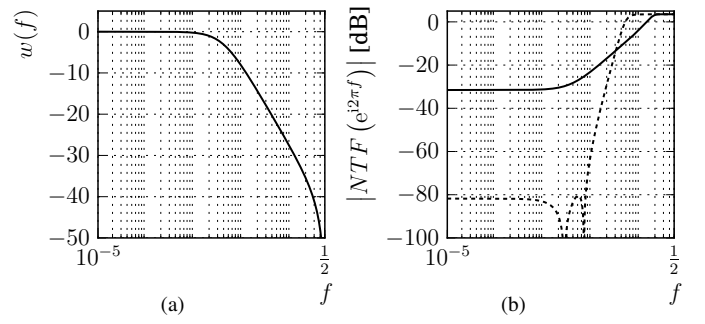 w(f)
0
−10
−20
−30
−40
−50
10⁻⁵
1/2
f
(a)
|NTF (e^{i2πf})| [dB]
0
−20
−40
−60
−80
−100
10⁻⁵
1/2
f
(b)